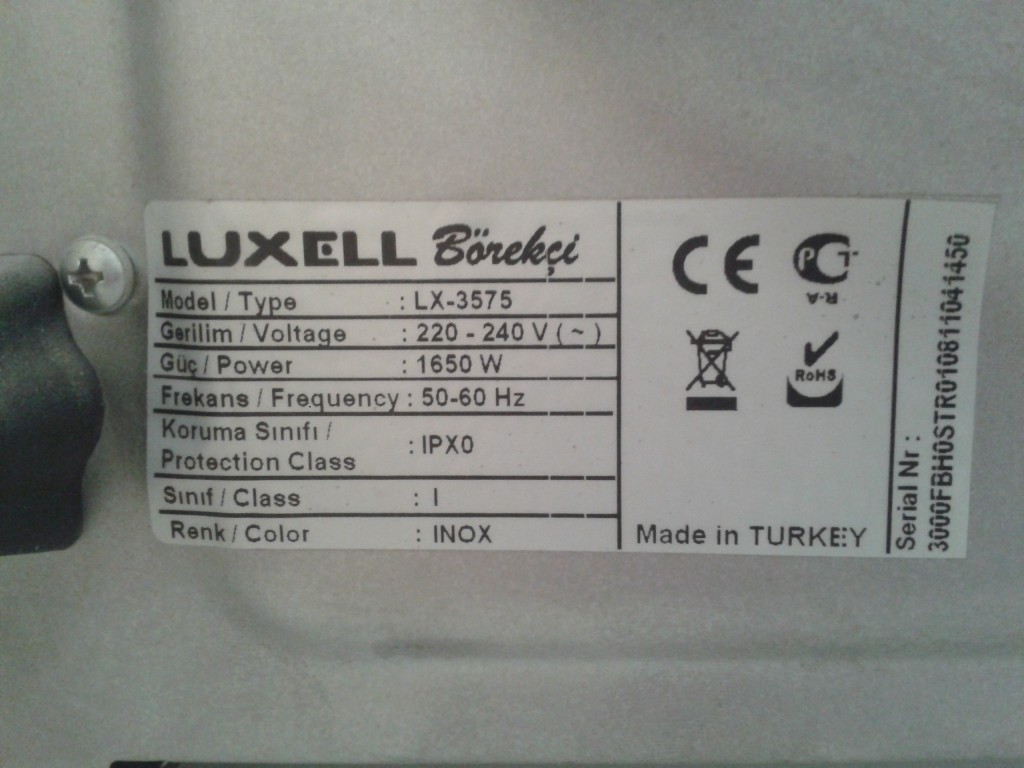 LUXELL Börekçi
Model / Type : LX-3575
Gerilim / Voltage : 220 - 240 V ( ~ )
Güç / Power : 1650 W
Frekans / Frequency : 50-60 Hz
Koruma Sınıfı /
Protection Class : IPX0
Sınıf / Class : I
Renk / Color : INOX
CE
R-A
RoHS
Made in TURKEY
Serial Nr :
3000FBH0STR010811041450